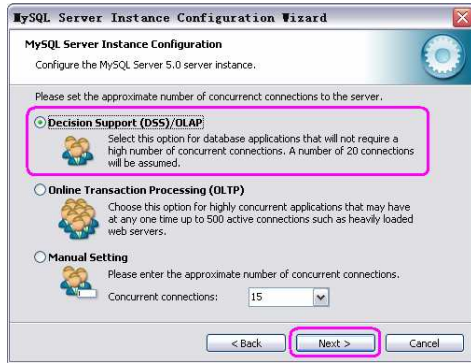 MySQL Server Instance Configuration Wizard
MySQL Server Instance Configuration
Configure the MySQL Server 5.0 server instance.
Please set the approximate number of concurrenct connections to the server.
Decision Support (DSS)/OLAP
Select this option for database applications that will not require a
high number of concurrent connections. A number of 20 connections
will be assumed.
Online Transaction Processing (OLTP)
Choose this option for highly concurrent applications that may have
at any one time up to 500 active connections such as heavily loaded
web servers.
Manual Setting
Please enter the approximate number of concurrent connections.
Concurrent connections: 15
< Back Next > Cancel